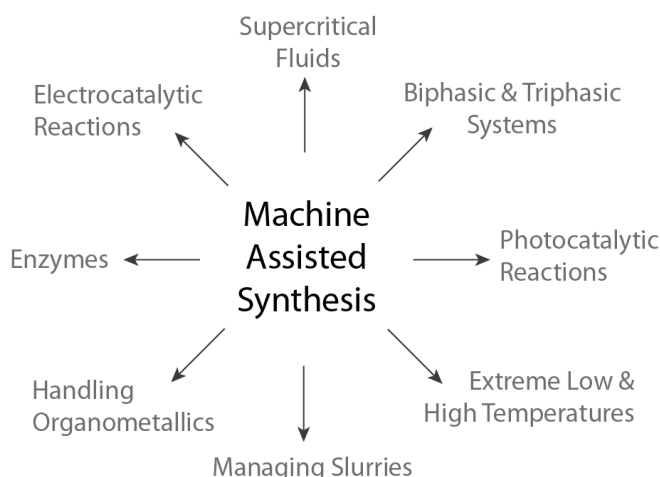 Supercritical
Fluids
Electrocatalytic
Reactions
Biphasic & Triphasic
Systems
Machine
Assisted
Synthesis
Enzymes
Photocatalytic
Reactions
Handling
Organometallics
Extreme Low &
High Temperatures
Managing Slurries